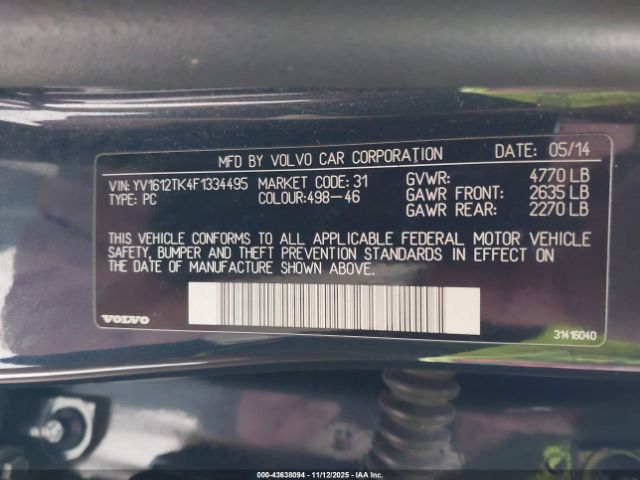 MFD BY VOLVO CAR CORPORATION DATE: 05/14
VIN: YV1612TK4F1334495 MARKET CODE: 31 GVWR: 4770 LB
TYPE: PC COLOUR:498-46 GAWR FRONT: 2635 LB
GAWR REAR: 2270 LB
THIS VEHICLE CONFORMS TO ALL APPLICABLE FEDERAL MOTOR VEHICLE
SAFETY, BUMPER AND THEFT PREVENTION STANDARDS IN EFFECT ON
THE DATE OF MANUFACTURE SHOWN ABOVE.
VOLVO 31416040
000-43638094 - 11/12/2025 - IAA Inc.